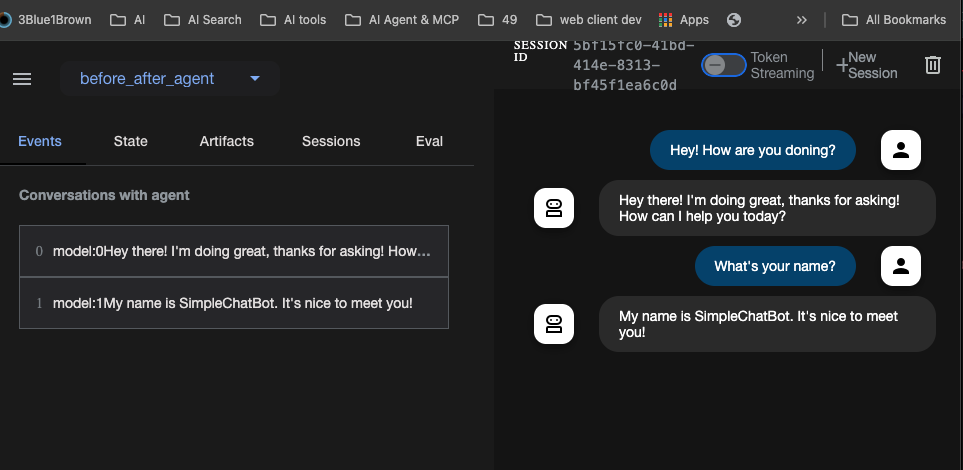 3Blue1Brown AI AI Search AI tools AI Agent & MCP 49 web client dev Apps » All Bookmarks
before_after_agent
SESSION ID
5bf15fc0-41bd-
414e-8313-
bf45f1ea6c0d
Token
Streaming
New
Session
Events State Artifacts Sessions Eval
Conversations with agent
0 model:0Hey there! I'm doing great, thanks for asking! How...
1 model:1My name is SimpleChatBot. It's nice to meet you!
Hey! How are you doning?
Hey there! I'm doing great, thanks for asking!
How can I help you today?
What's your name?
My name is SimpleChatBot. It's nice to meet
you!